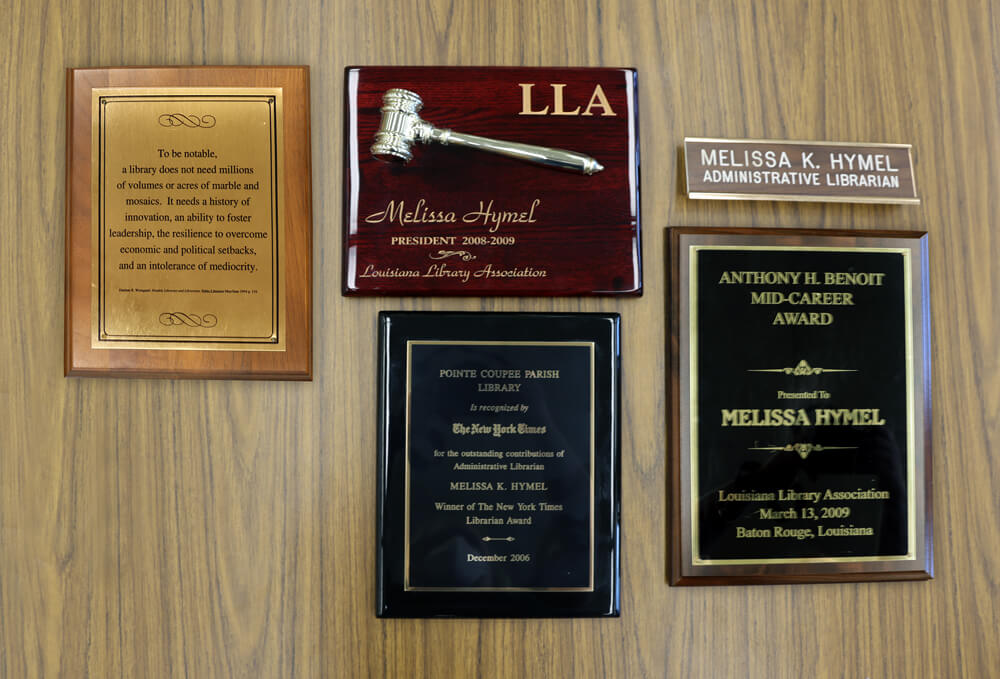 To be notable,
a library does not need millions
of volumes or acres of marble and
mosaics. It needs a history of
innovation, an ability to foster
leadership, the resilience to overcome
economic and political setbacks,
and an intolerance of mediocrity.
LLA
Melissa Hymel
PRESIDENT 2008-2009
Louisiana Library Association
MELISSA K. HYMEL
ADMINISTRATIVE LIBRARIAN
POINTE COUPEE PARISH
LIBRARY
Is recognized by
The New York Times
for the outstanding contributions of
Administrative Librarian
MELISSA K. HYMEL
Winner of The New York Times
Librarian Award
December 2006
ANTHONY H. BENOIT
MID-CAREER
AWARD
Presented To
MELISSA HYMEL
Louisiana Library Association
March 13, 2009
Baton Rouge, Louisiana